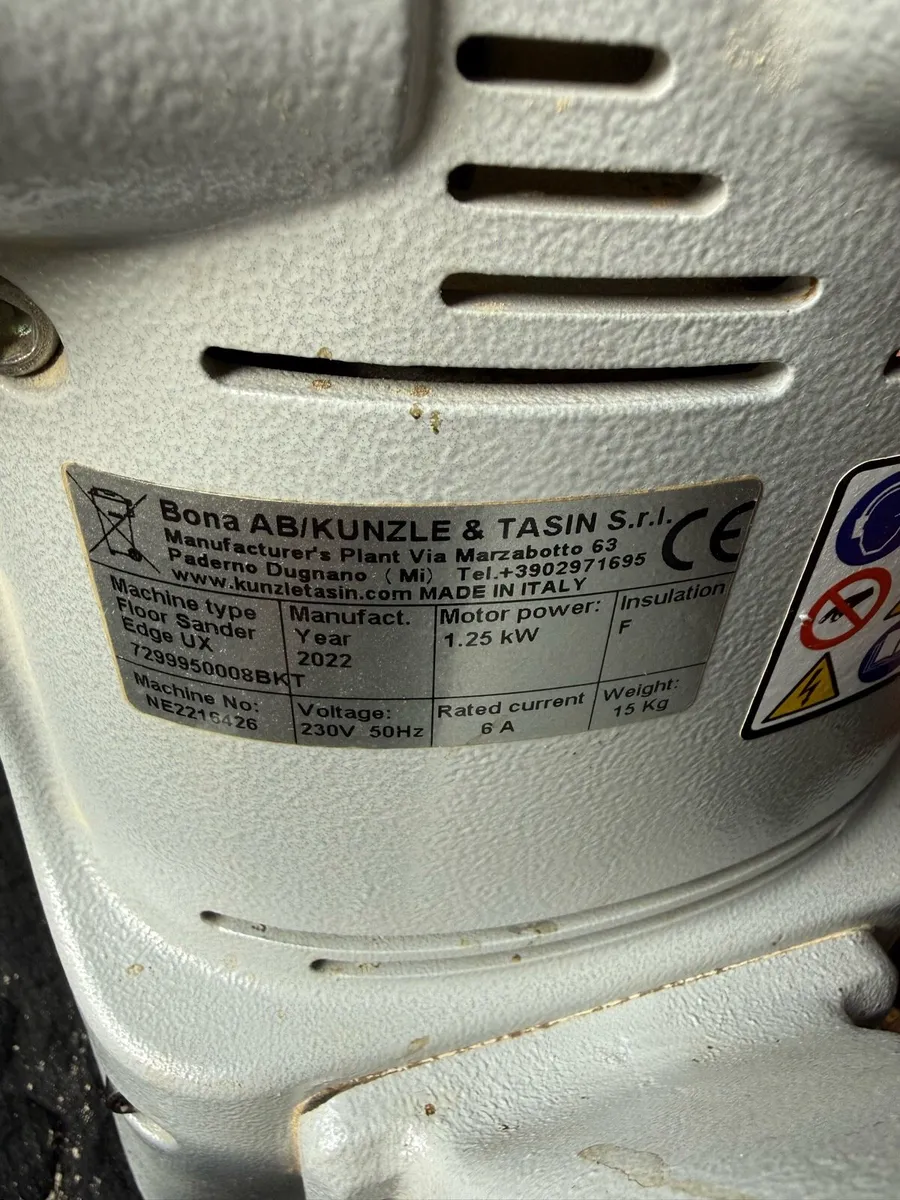 Bona AB/KUNZLE & TASIN S.r.l.
Manufacturer's Plant Via Marzabotto 63
Paderno Dugnano (Mi) Tel.+3902971695
www.kunzletasin.com MADE IN ITALY
CE
Machine type
Floor Sander
Edge UX
7299950008BKT
Manufact.
Year
2022
Motor power:
1.25 kW
Insulation
F
Machine No:
NE2215426
Voltage:
230V 50Hz
Rated current
6 A
Weight:
15 Kg